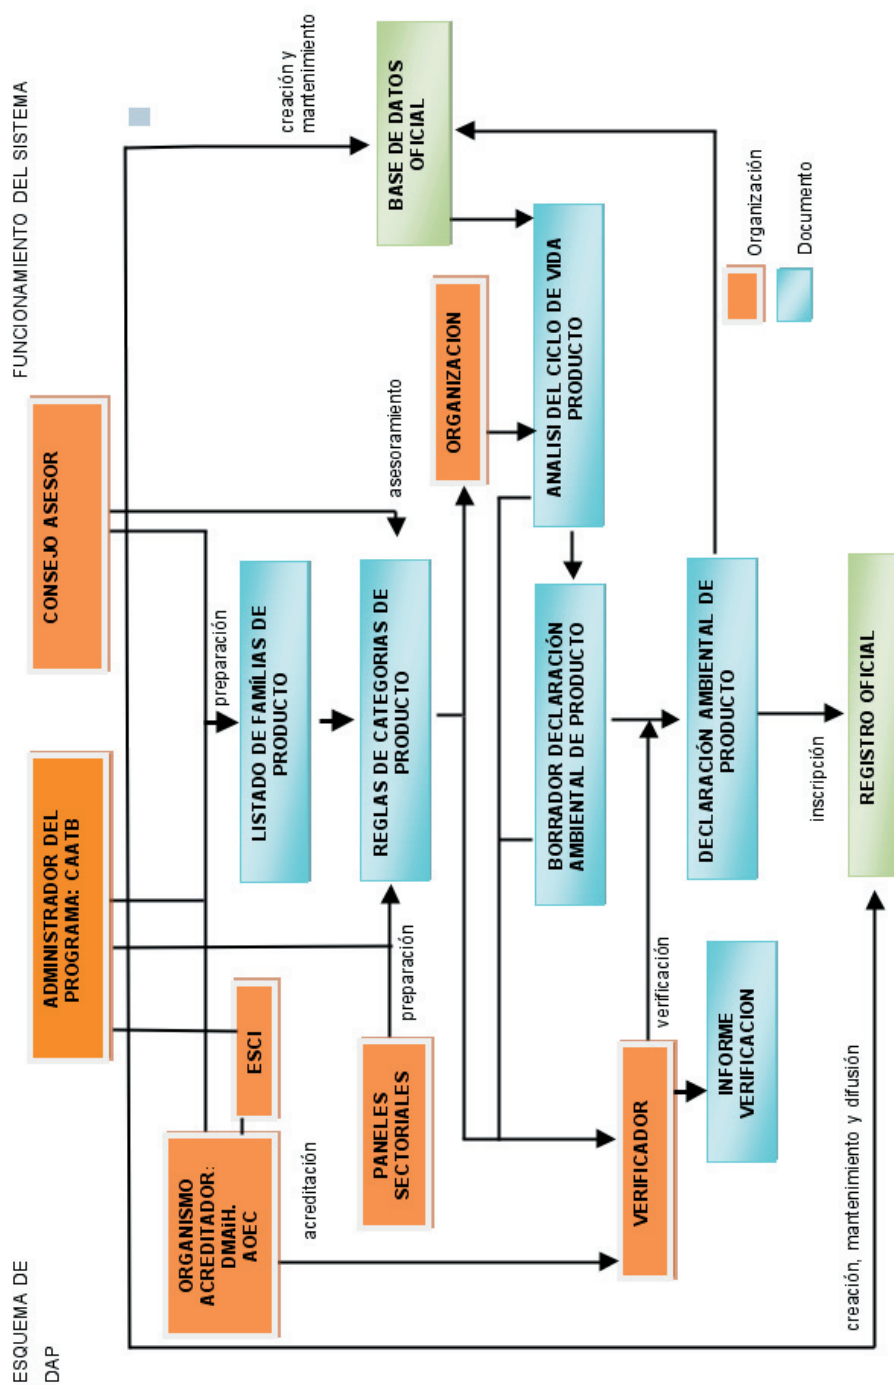 ESQUEMA DE
FUNCIONAMIENTO DEL SISTEMA
DAP
ADMINISTRADOR DEL
PROGRAMA: CAATB
CONSEJO ASESOR
ORGANISMO
ACREDITADOR:
DMAiH.
AOEC
ESCI
preparación
LISTADO DE FAMÍLIAS DE
PRODUCTO
creación y
mantenimiento
acreditación
PANELES
SECTORIALES
preparación
REGLAS DE CATEGORIAS DE
PRODUCTO
asesoramiento
BASE DE DATOS
OFICIAL
ORGANIZACION
ANALISI DEL CICLO DE VIDA
PRODUCTO
BORRADOR DECLARACIÓN
AMBIENTAL DE PRODUCTO
VERIFICADOR
verificación
INFORME
VERIFICACION
DECLARACIÓN AMBIENTAL DE
PRODUCTO
Organización
Documento
inscripción
creación, mantenimiento y difusión
REGISTRO OFICIAL